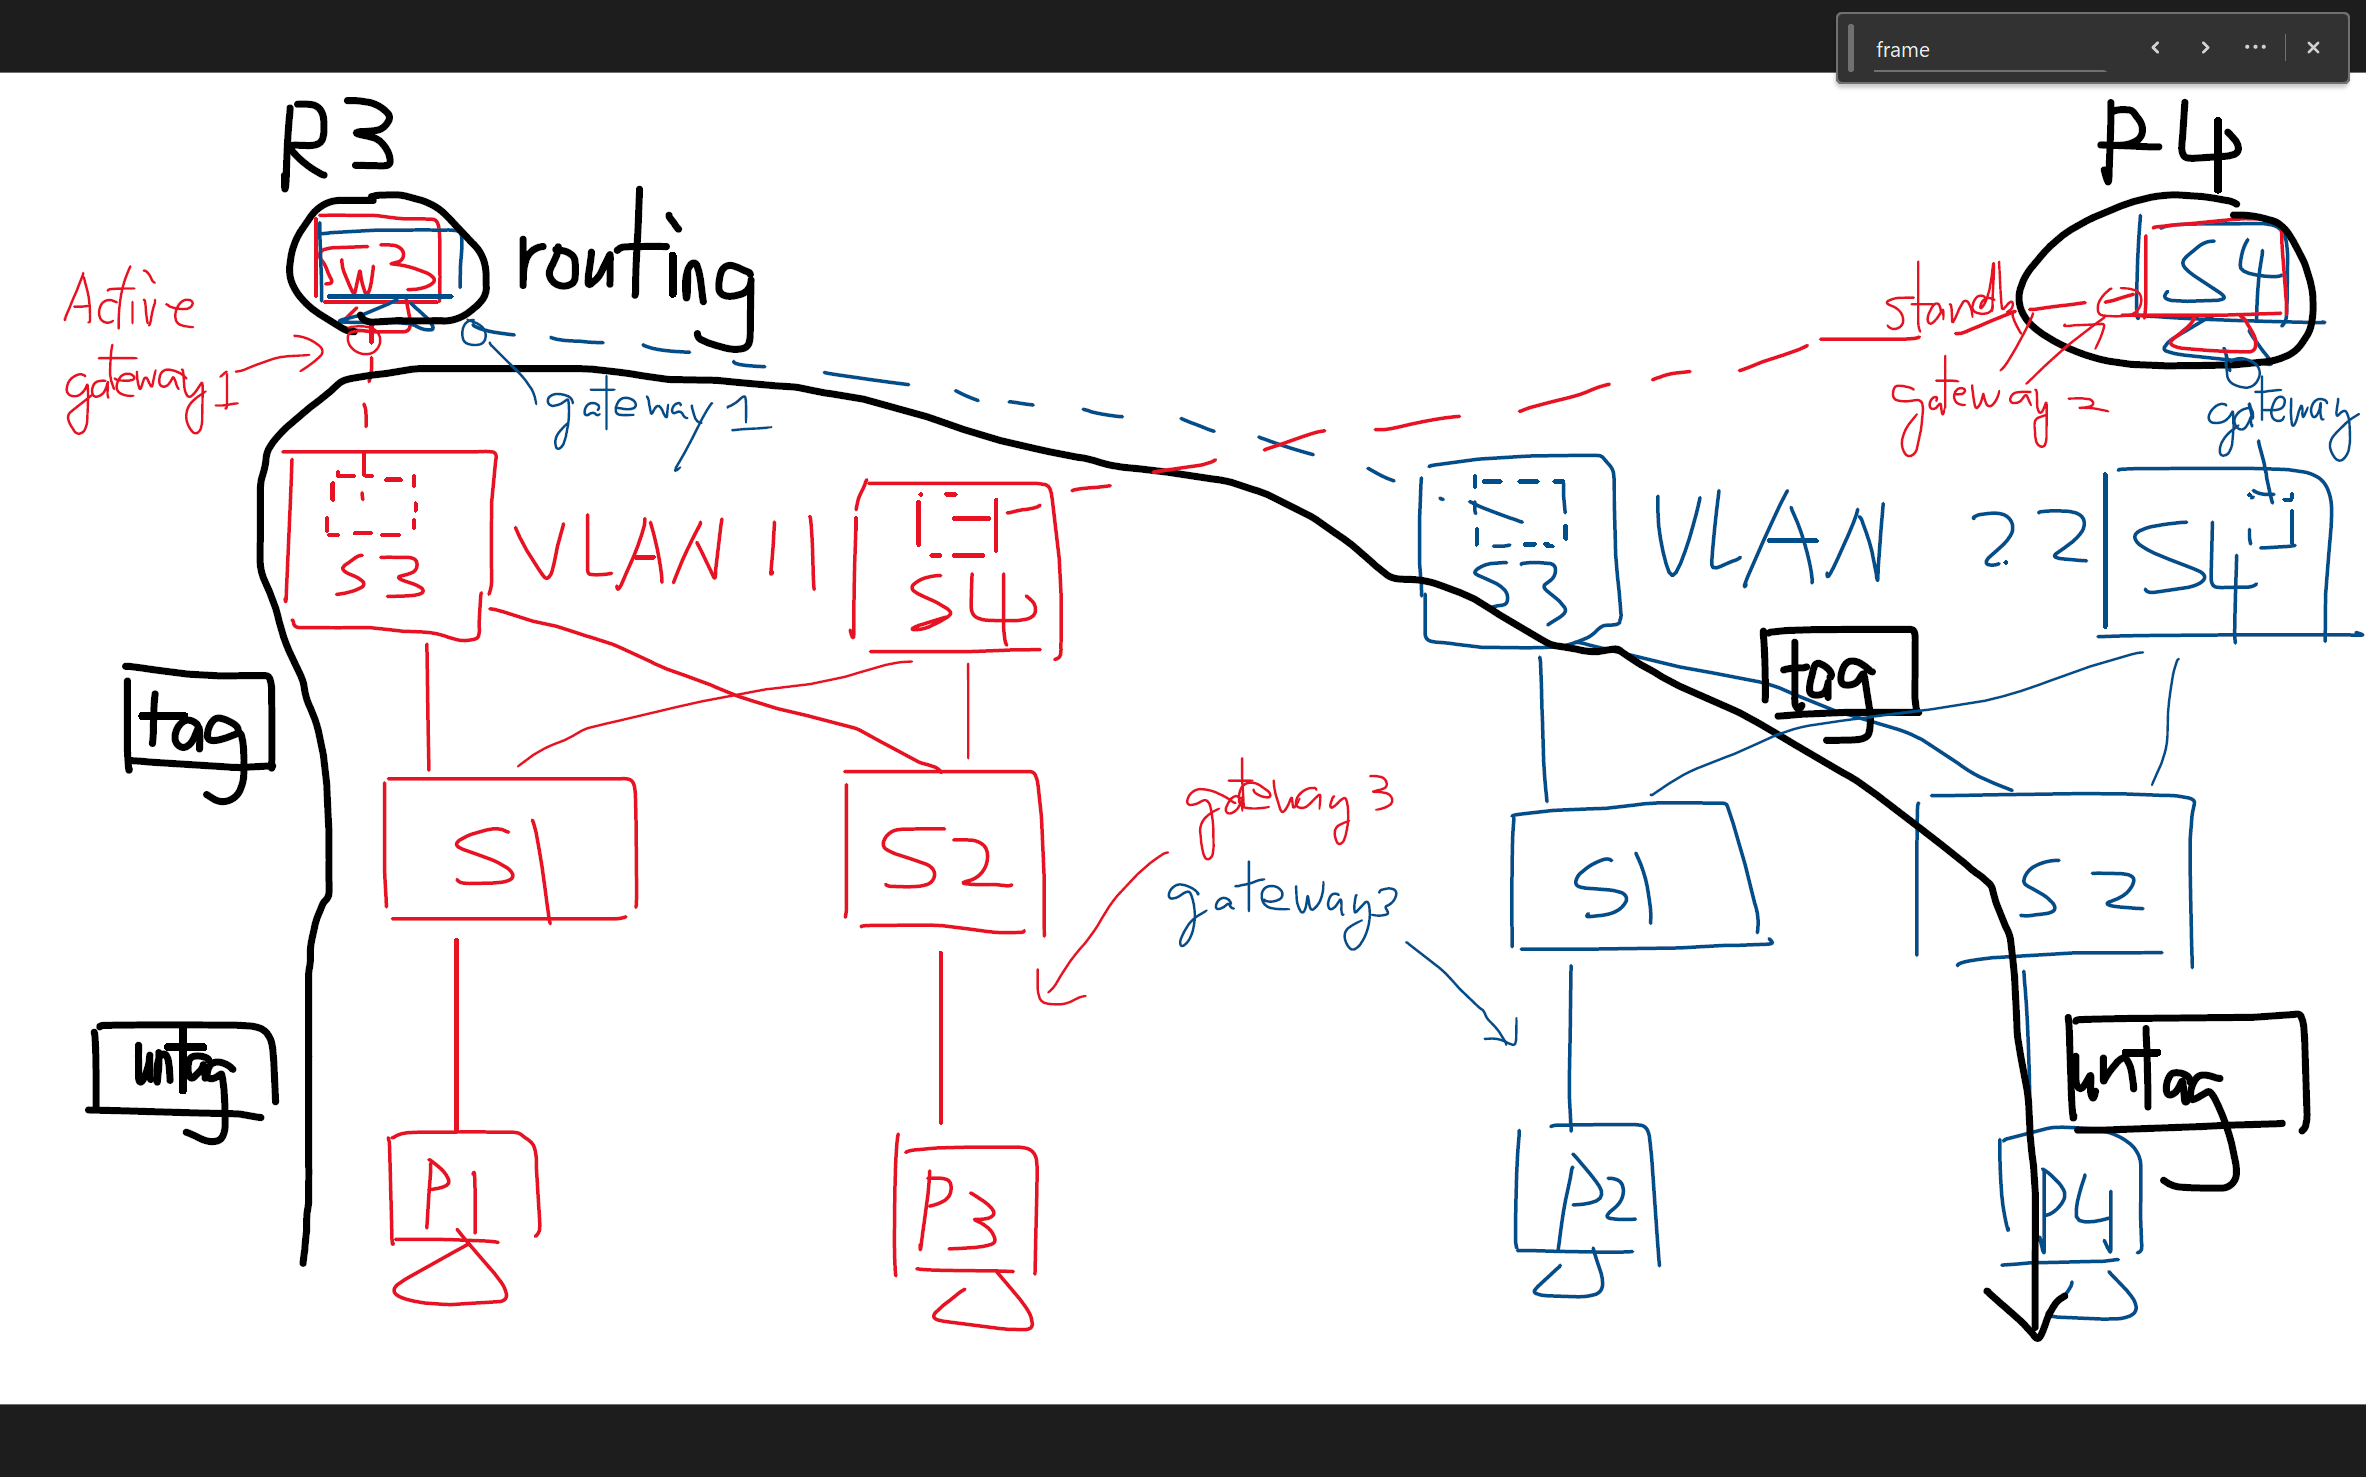 frame
R3
R4
routing
sw3
S4
Active
gateway 1
standb
gateway 2
gateway 1
gateway
S3
VLAN 11
S4
S3
VLAN 22
S4
tag
tag
S1
S2
gateway 3
gateway3
S1
S2
untag
untag
P1
P3
P2
P4